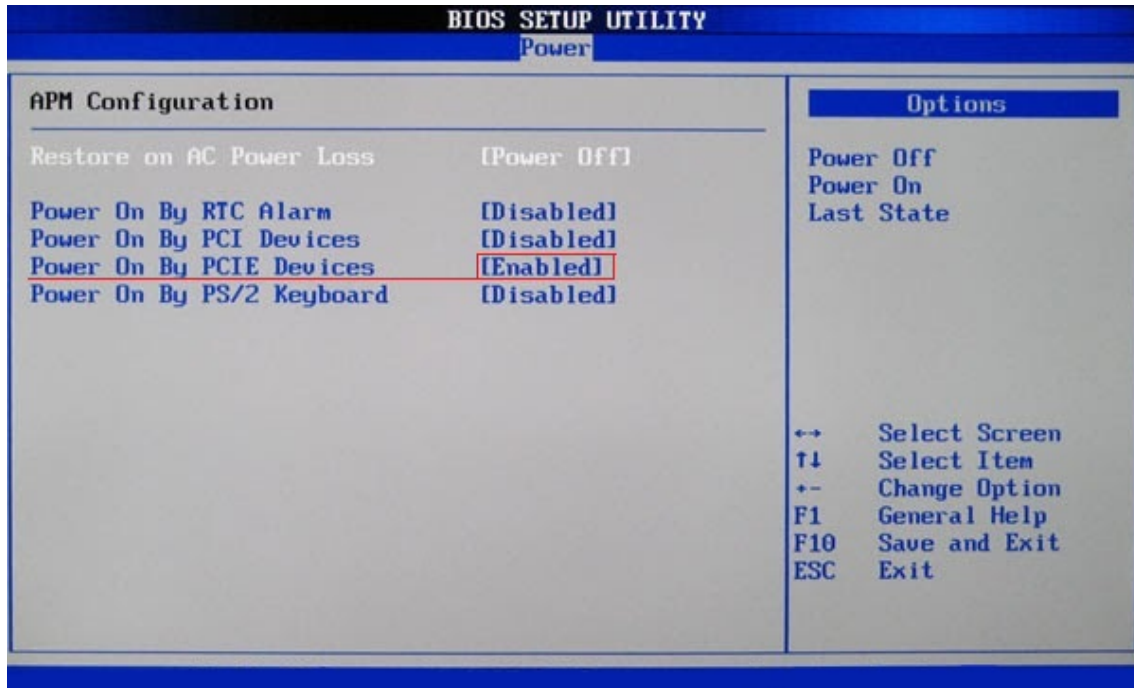 BIOS SETUP UTILITY
Power
APM Configuration
Restore on AC Power Loss [Power Off]
Power On By RTC Alarm [Disabled]
Power On By PCI Devices [Disabled]
Power On By PCIE Devices [Enabled]
Power On By PS/2 Keyboard [Disabled]
Options
Power Off
Power On
Last State
←→ Select Screen
↑↓ Select Item
+- Change Option
F1 General Help
F10 Save and Exit
ESC Exit